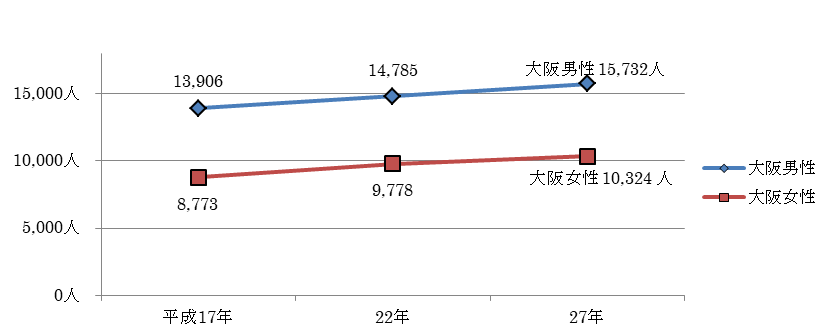 大阪男性 15,732人
14,785
13,906
15,000人
10,000人
大阪男性
大阪女性 10,324 人
9,778
大阪女性
8,773
5,000人
0人
平成17年 22年 27年